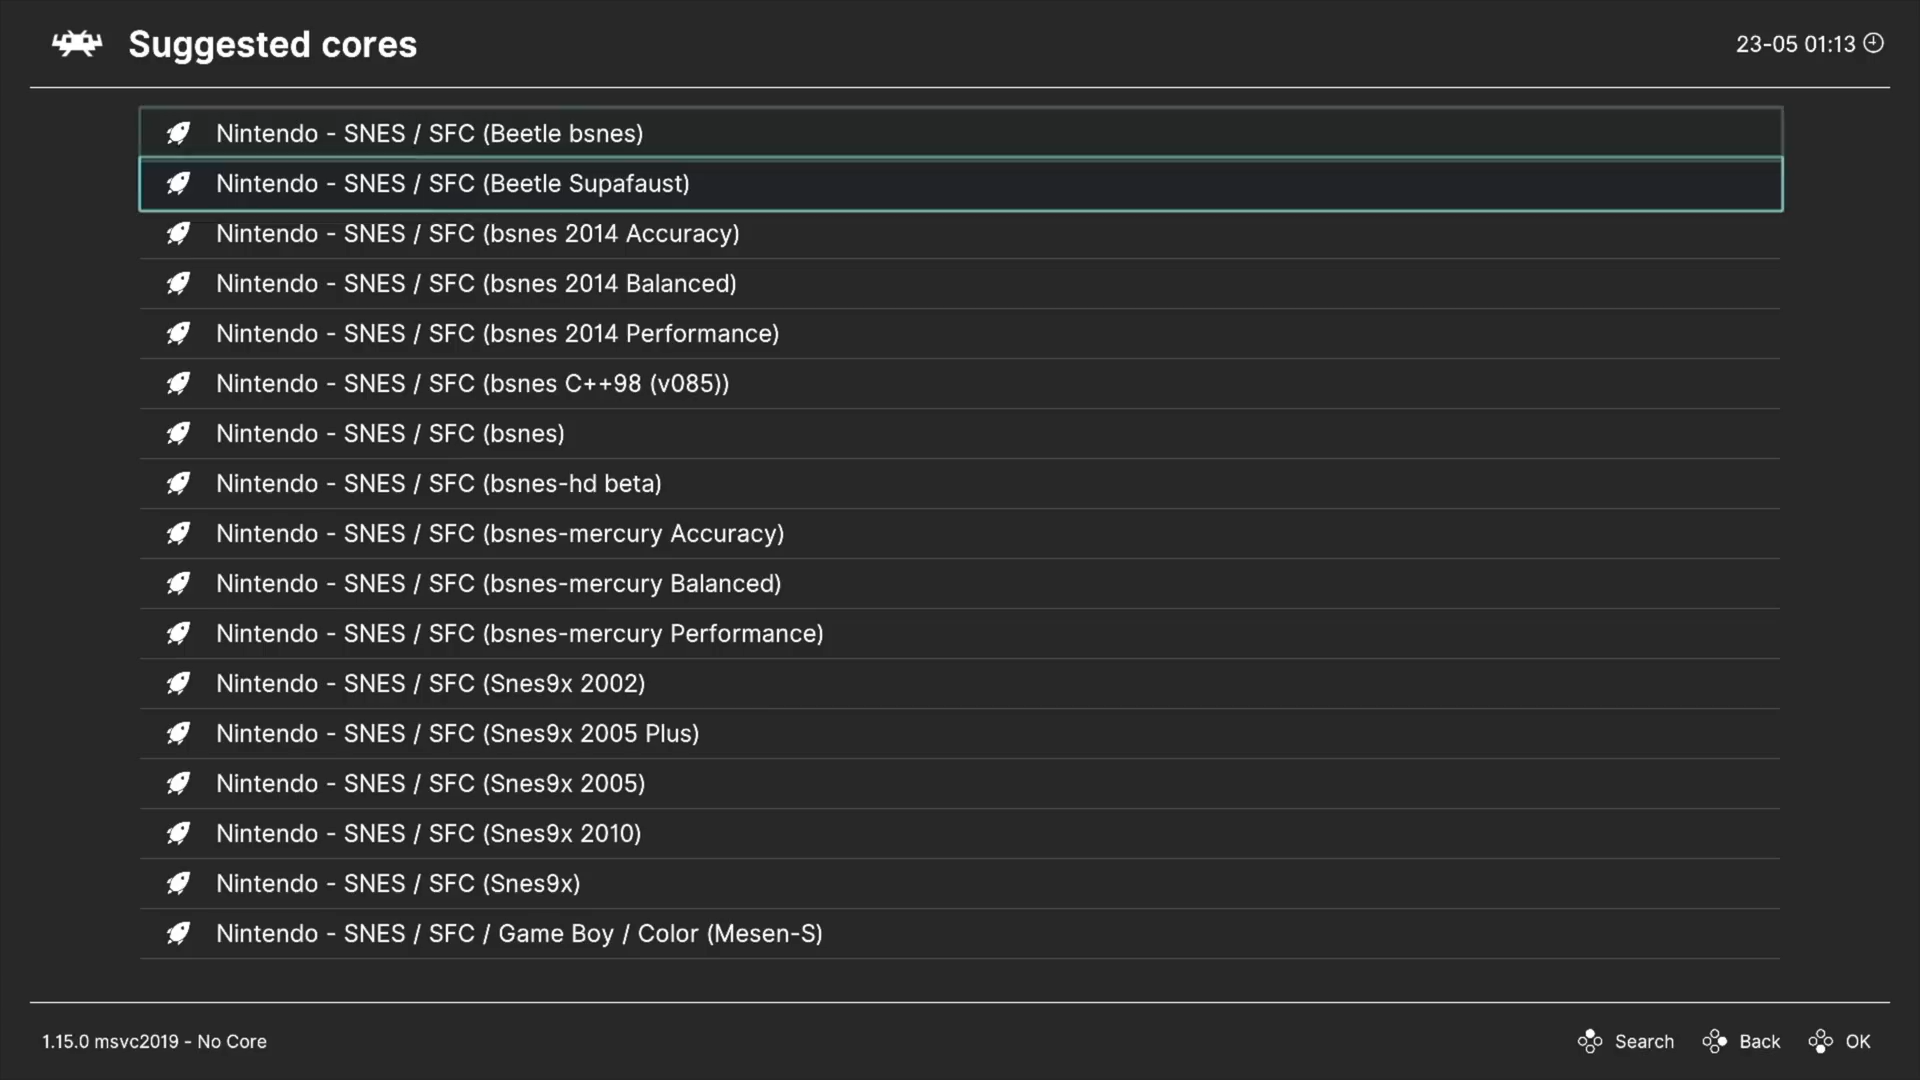 Suggested cores
23-05 01:13
Nintendo - SNES / SFC (Beetle bsnes)
Nintendo - SNES / SFC (Beetle Supafaust)
Nintendo - SNES / SFC (bsnes 2014 Accuracy)
Nintendo - SNES / SFC (bsnes 2014 Balanced)
Nintendo - SNES / SFC (bsnes 2014 Performance)
Nintendo - SNES / SFC (bsnes C++98 (v085))
Nintendo - SNES / SFC (bsnes)
Nintendo - SNES / SFC (bsnes-hd beta)
Nintendo - SNES / SFC (bsnes-mercury Accuracy)
Nintendo - SNES / SFC (bsnes-mercury Balanced)
Nintendo - SNES / SFC (bsnes-mercury Performance)
Nintendo - SNES / SFC (Snes9x 2002)
Nintendo - SNES / SFC (Snes9x 2005 Plus)
Nintendo - SNES / SFC (Snes9x 2005)
Nintendo - SNES / SFC (Snes9x 2010)
Nintendo - SNES / SFC (Snes9x)
Nintendo - SNES / SFC / Game Boy / Color (Mesen-S)
1.15.0 msvc2019 - No Core
Search
Back
OK